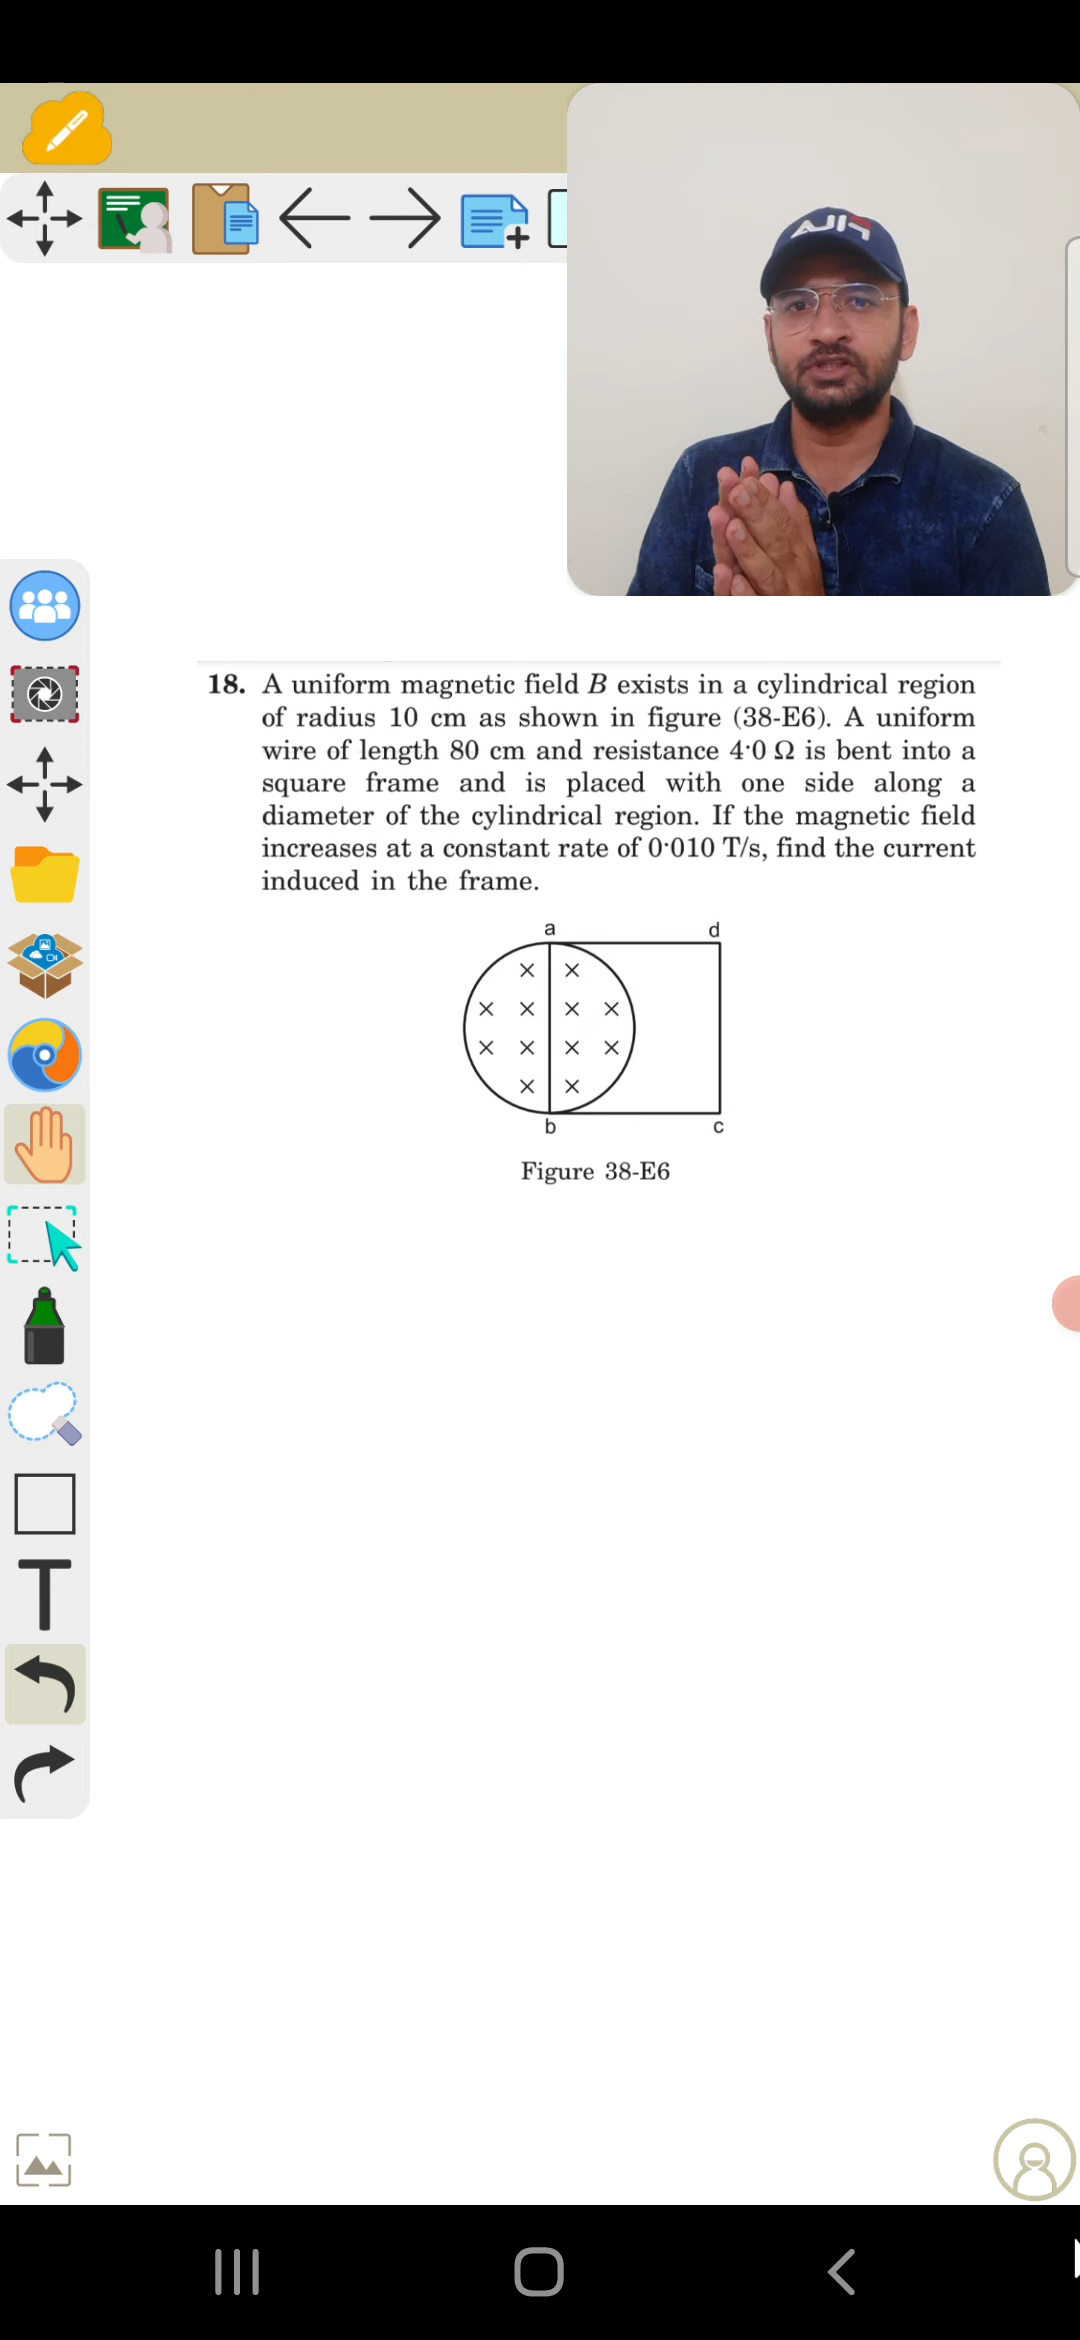 18. A uniform magnetic field B exists in a cylindrical region
of radius 10 cm as shown in figure (38-E6). A uniform
wire of length 80 cm and resistance 4·0 Ω is bent into a
square frame and is placed with one side along a
diameter of the cylindrical region. If the magnetic field
increases at a constant rate of 0·010 T/s, find the current
induced in the frame.
a d
× ×
× × × ×
× × × ×
× ×
b c
Figure 38-E6
T